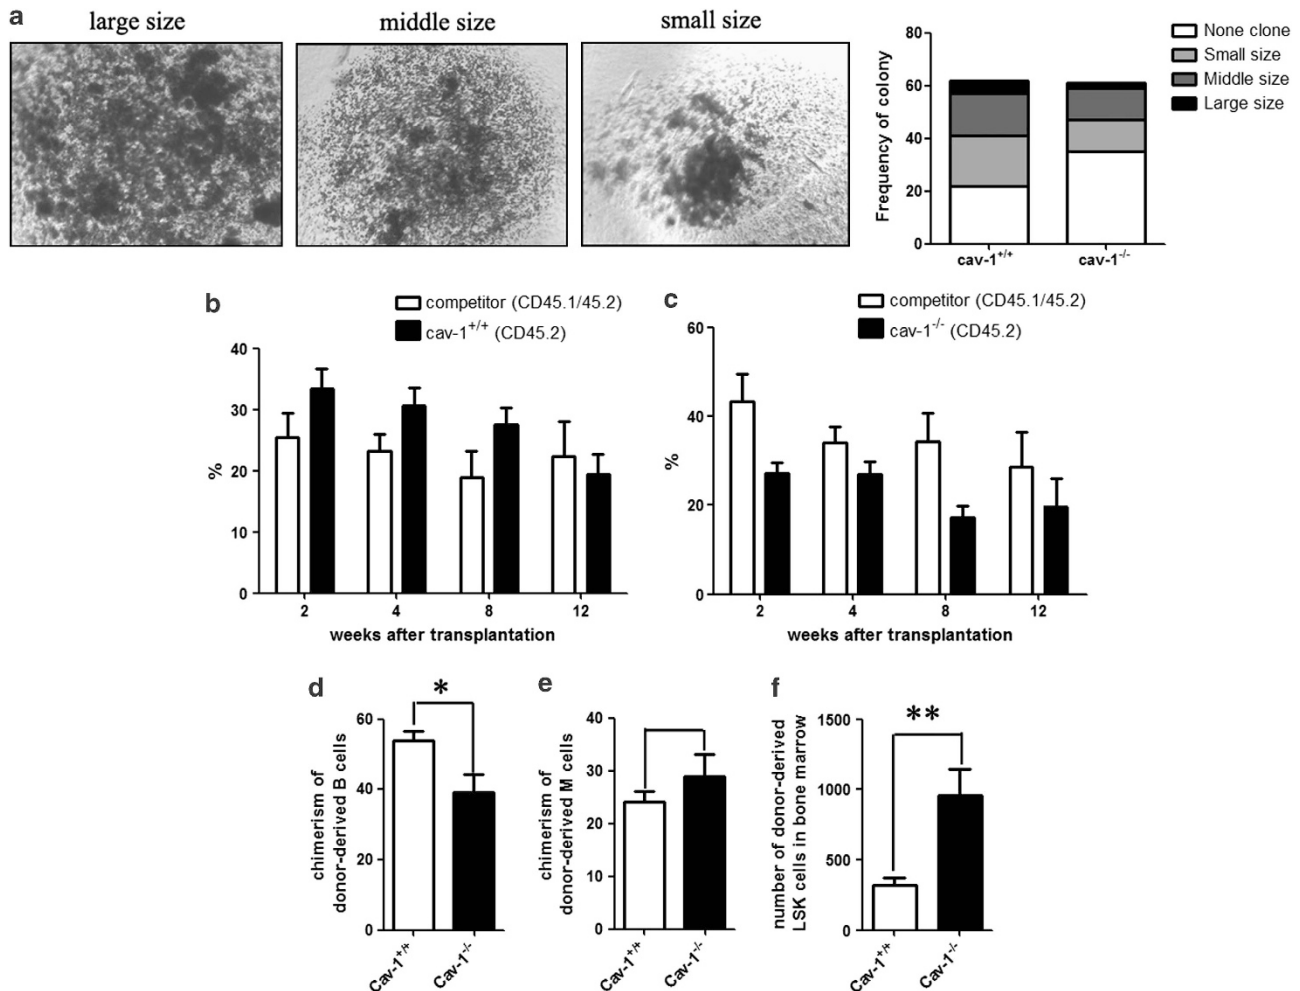 a
large size
middle size
small size
Frequency of colony
80
60
40
20
0
cav-1+/+
cav-1-/-
None clone
Small size
Middle size
Large size
b
competitor (CD45.1/45.2)
cav-1+/+ (CD45.2)
%
40
30
20
10
0
2
4
8
12
weeks after transplantation
c
competitor (CD45.1/45.2)
cav-1-/- (CD45.2)
%
60
40
20
0
2
4
8
12
weeks after transplantation
d
*
chimerism of
donor-derived B cells
60
40
20
0
Cav-1+/+
Cav-1-/-
e
chimerism of
donor-derived M cells
40
30
20
10
0
Cav-1+/+
Cav-1-/-
f
**
number of donor-derived
LSK cells in bone marrow
1500
1000
500
0
Cav-1+/+
Cav-1-/-